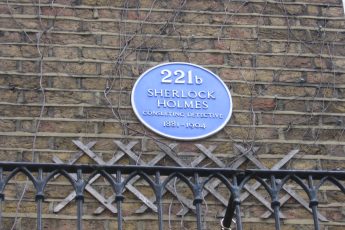 221b
SHERLOCK
HOLMES
CONSULTING DETECTIVE
1881-1904